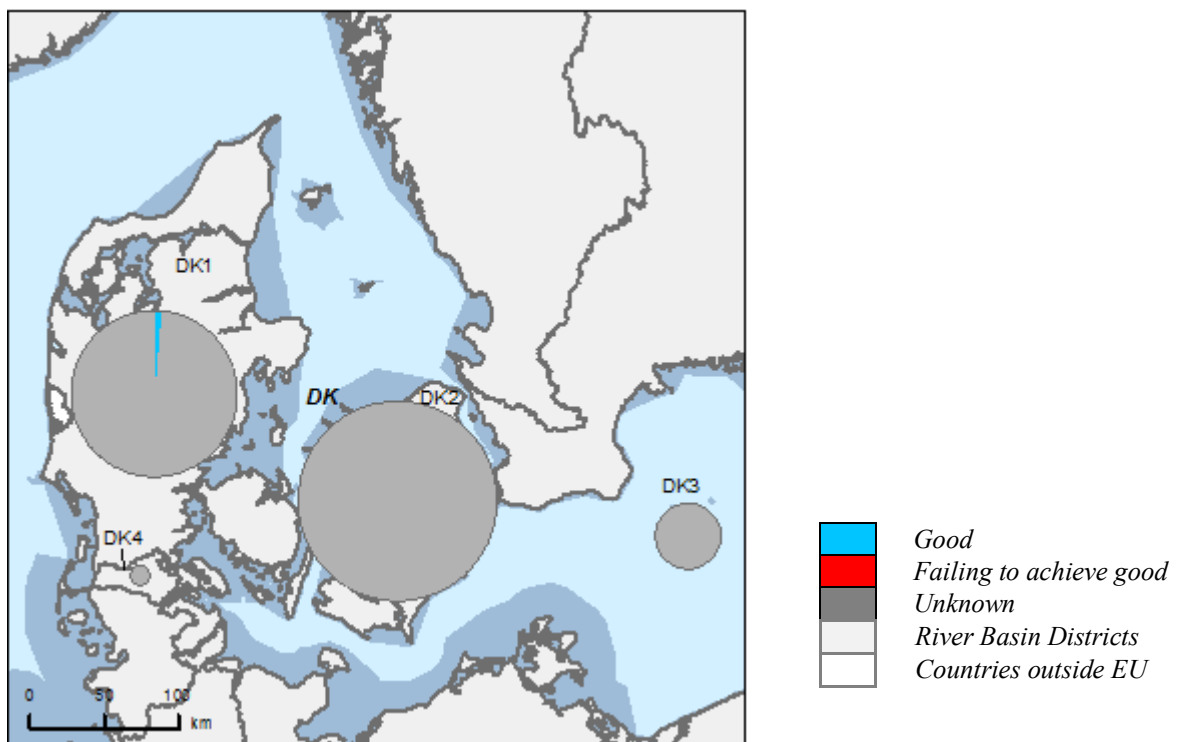 DK1
DK
DK2
DK3
DK4
0 50 100
km
Good
Failing to achieve good
Unknown
River Basin Districts
Countries outside EU